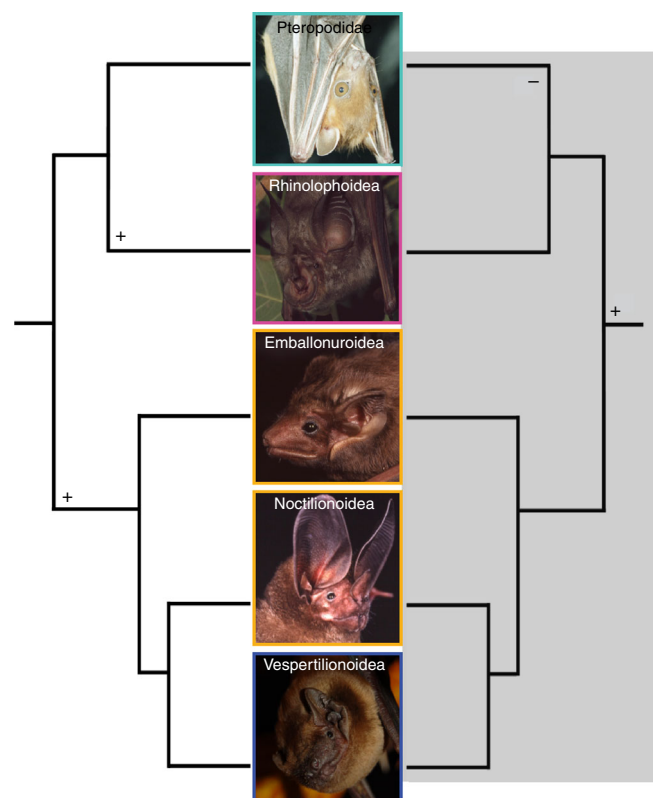 Pteropodidae
–
Rhinolophoidea
+
+
Emballonuroidea
+
Noctilionoidea
Vespertilionoidea